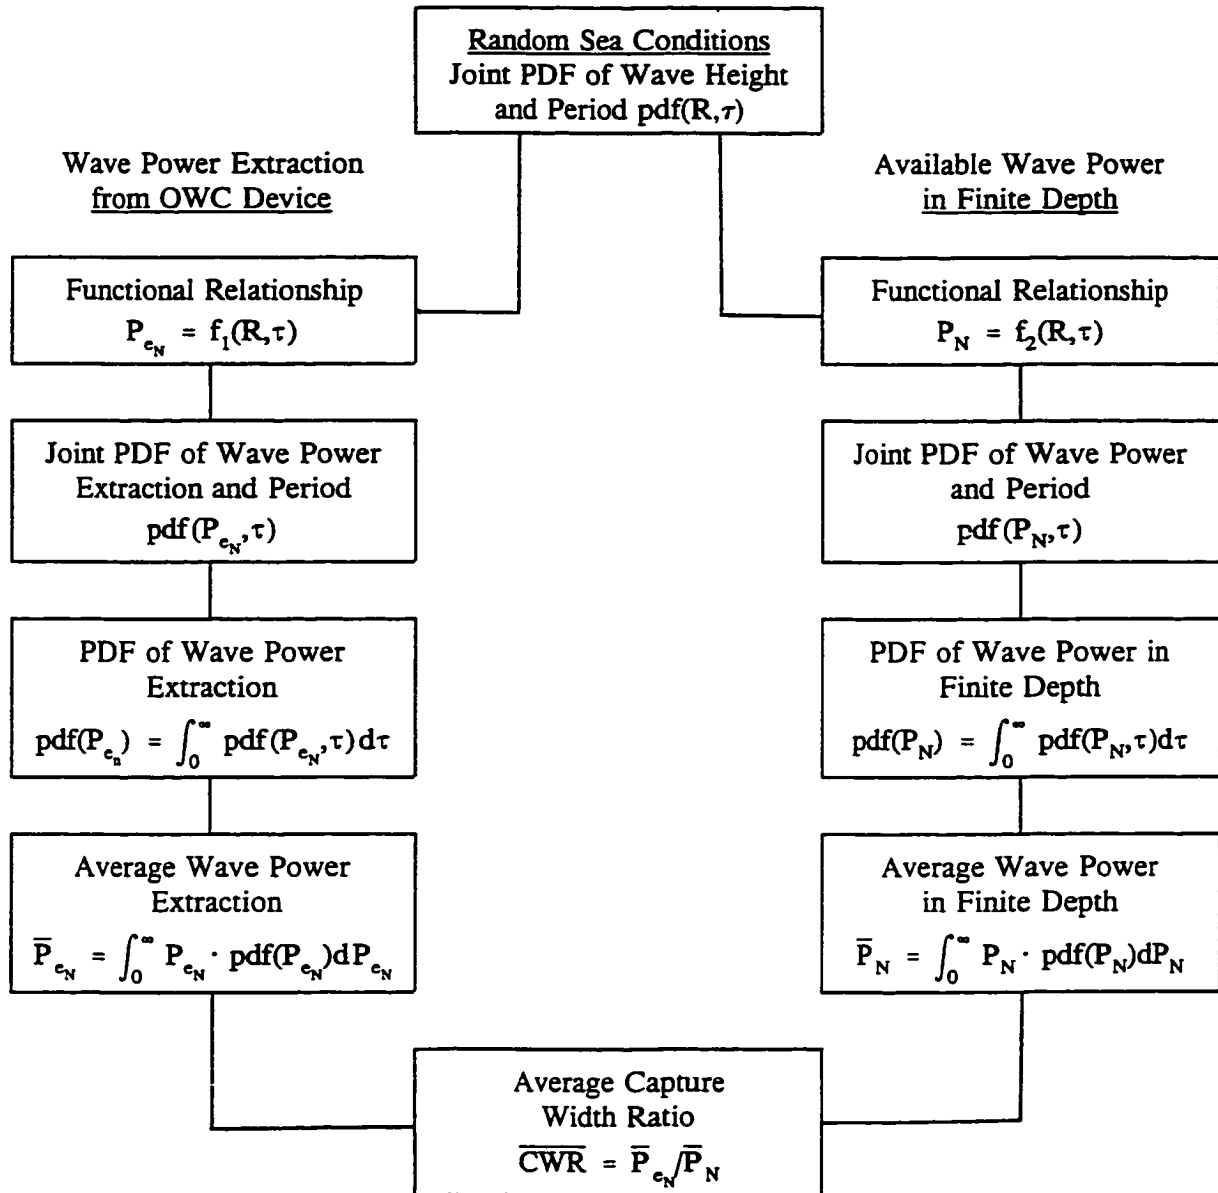 Random Sea Conditions
Joint PDF of Wave Height
and Period pdf(R,τ)
Wave Power Extraction
from OWC Device
Available Wave Power
in Finite Depth
Functional Relationship
P_{e_N} = f_1(R,τ)
Functional Relationship
P_N = f_2(R,τ)
Joint PDF of Wave Power
Extraction and Period
pdf(P_{e_N},τ)
Joint PDF of Wave Power
and Period
pdf(P_N,τ)
PDF of Wave Power
Extraction
pdf(P_{e_n}) = ∫_0^∞ pdf(P_{e_N},τ)dτ
PDF of Wave Power in
Finite Depth
pdf(P_N) = ∫_0^∞ pdf(P_N,τ)dτ
Average Wave Power
Extraction
P̅_{e_N} = ∫_0^∞ P_{e_N} · pdf(P_{e_N})dP_{e_N}
Average Wave Power
in Finite Depth
P̅_N = ∫_0^∞ P_N · pdf(P_N)dP_N
Average Capture
Width Ratio
C̅W̅R̅ = P̅_{e_N}/P̅_N